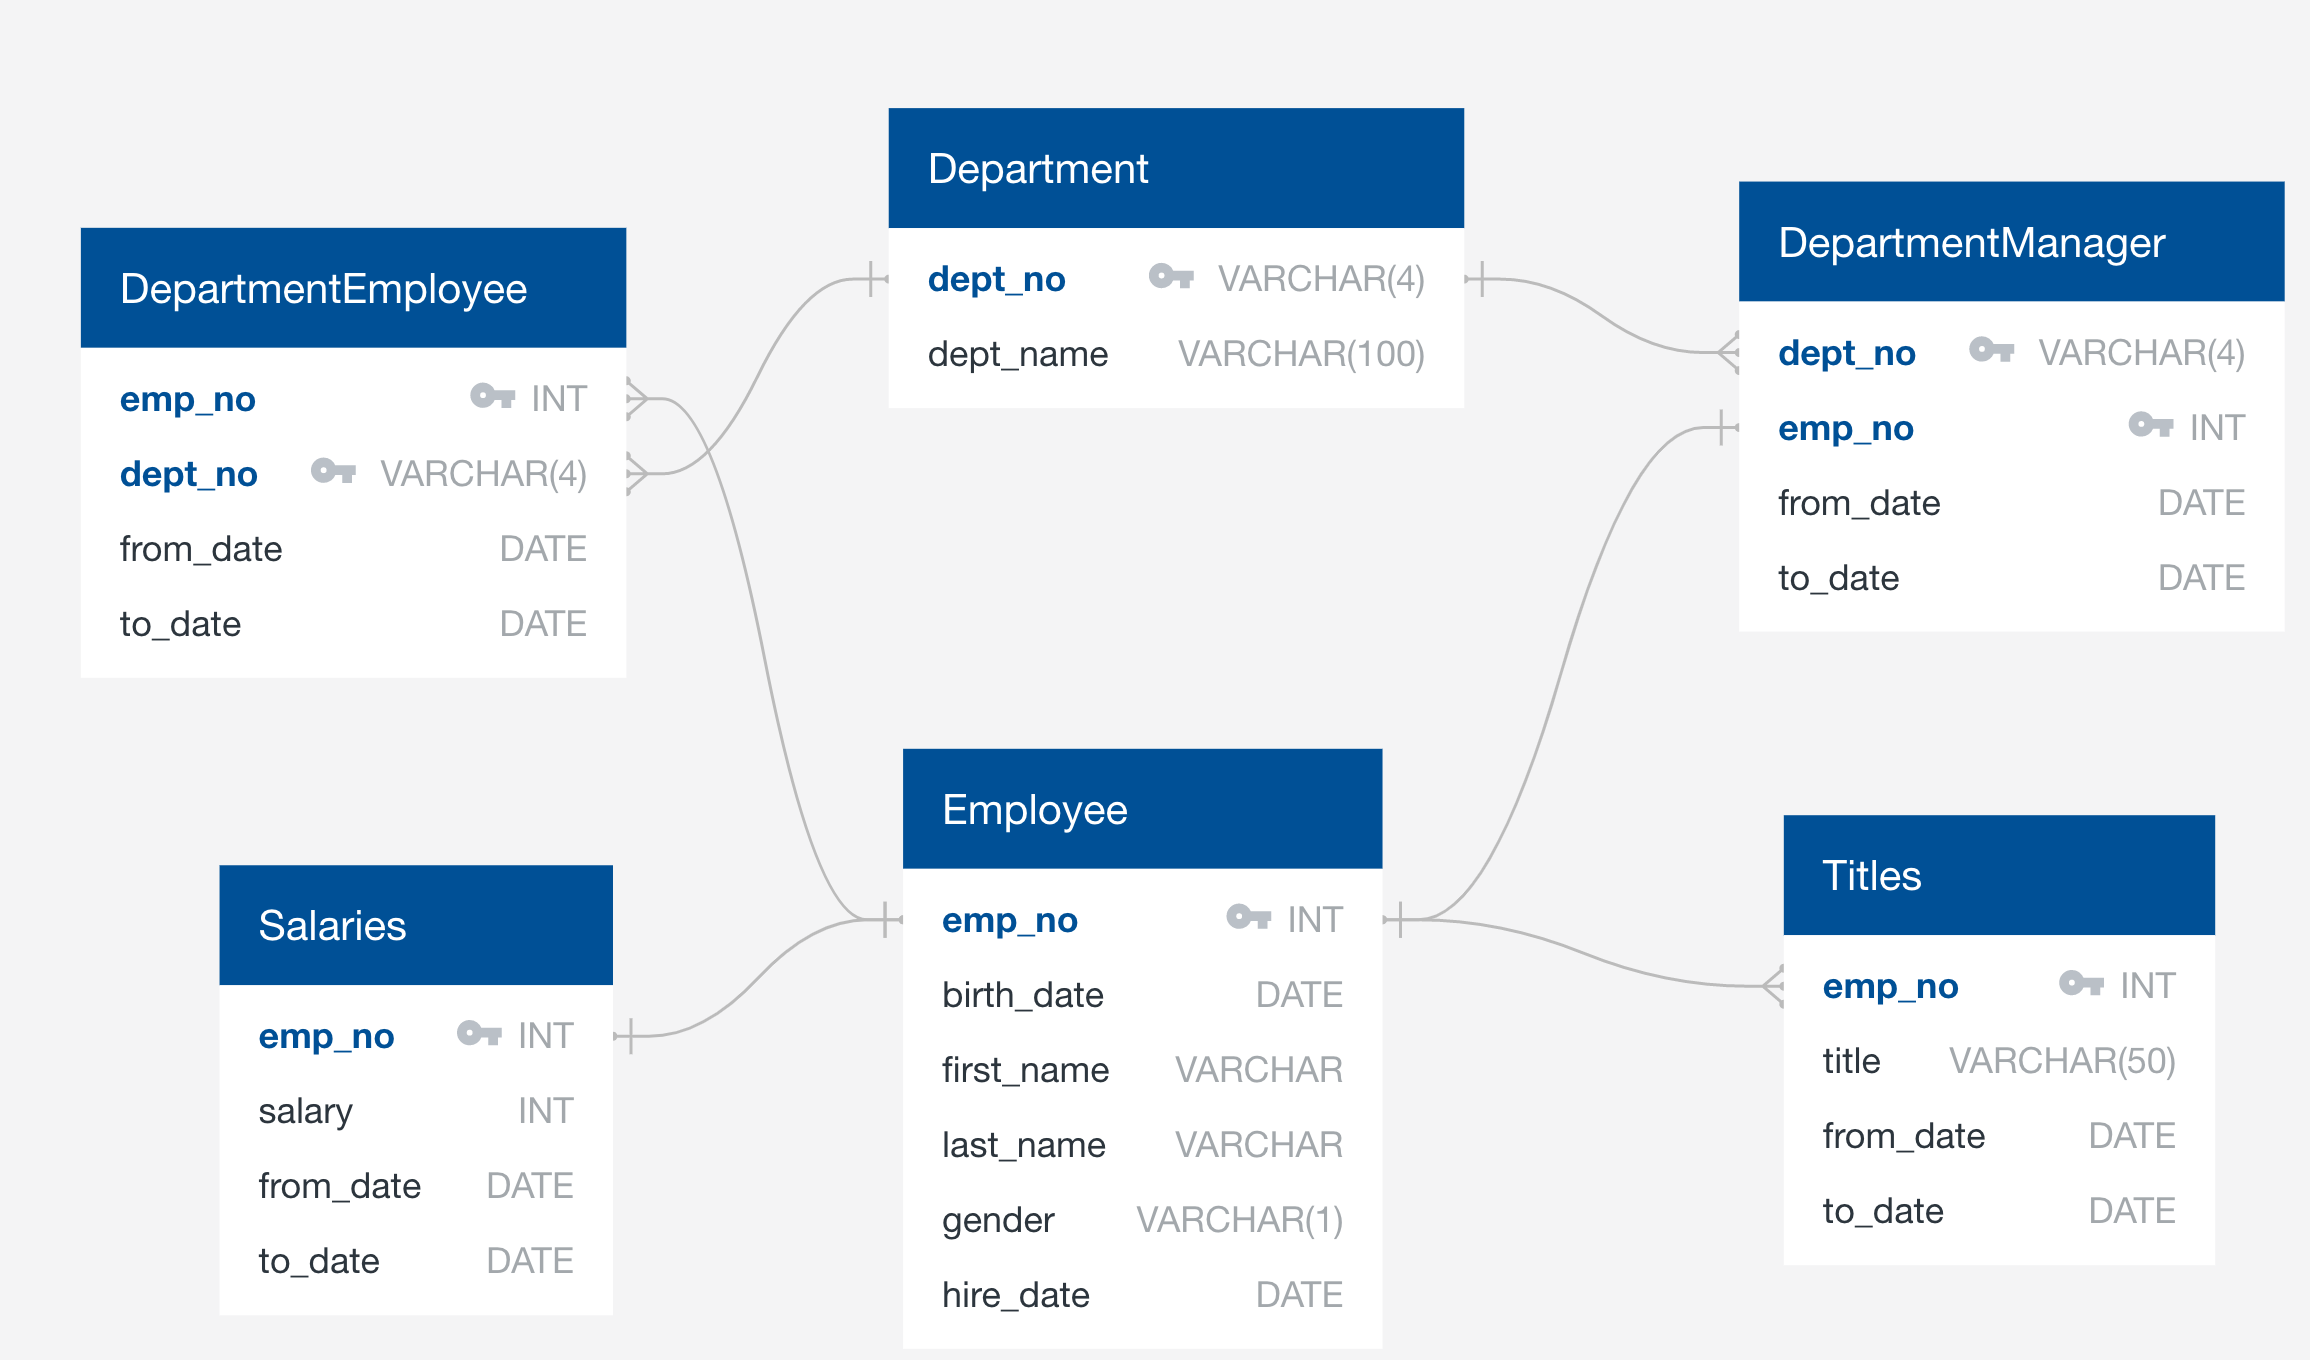 Department
dept_no VARCHAR(4)
dept_name VARCHAR(100)
DepartmentManager
dept_no VARCHAR(4)
emp_no INT
from_date DATE
to_date DATE
DepartmentEmployee
emp_no INT
dept_no VARCHAR(4)
from_date DATE
to_date DATE
Employee
emp_no INT
birth_date DATE
first_name VARCHAR
last_name VARCHAR
gender VARCHAR(1)
hire_date DATE
Titles
emp_no INT
title VARCHAR(50)
from_date DATE
to_date DATE
Salaries
emp_no INT
salary INT
from_date DATE
to_date DATE